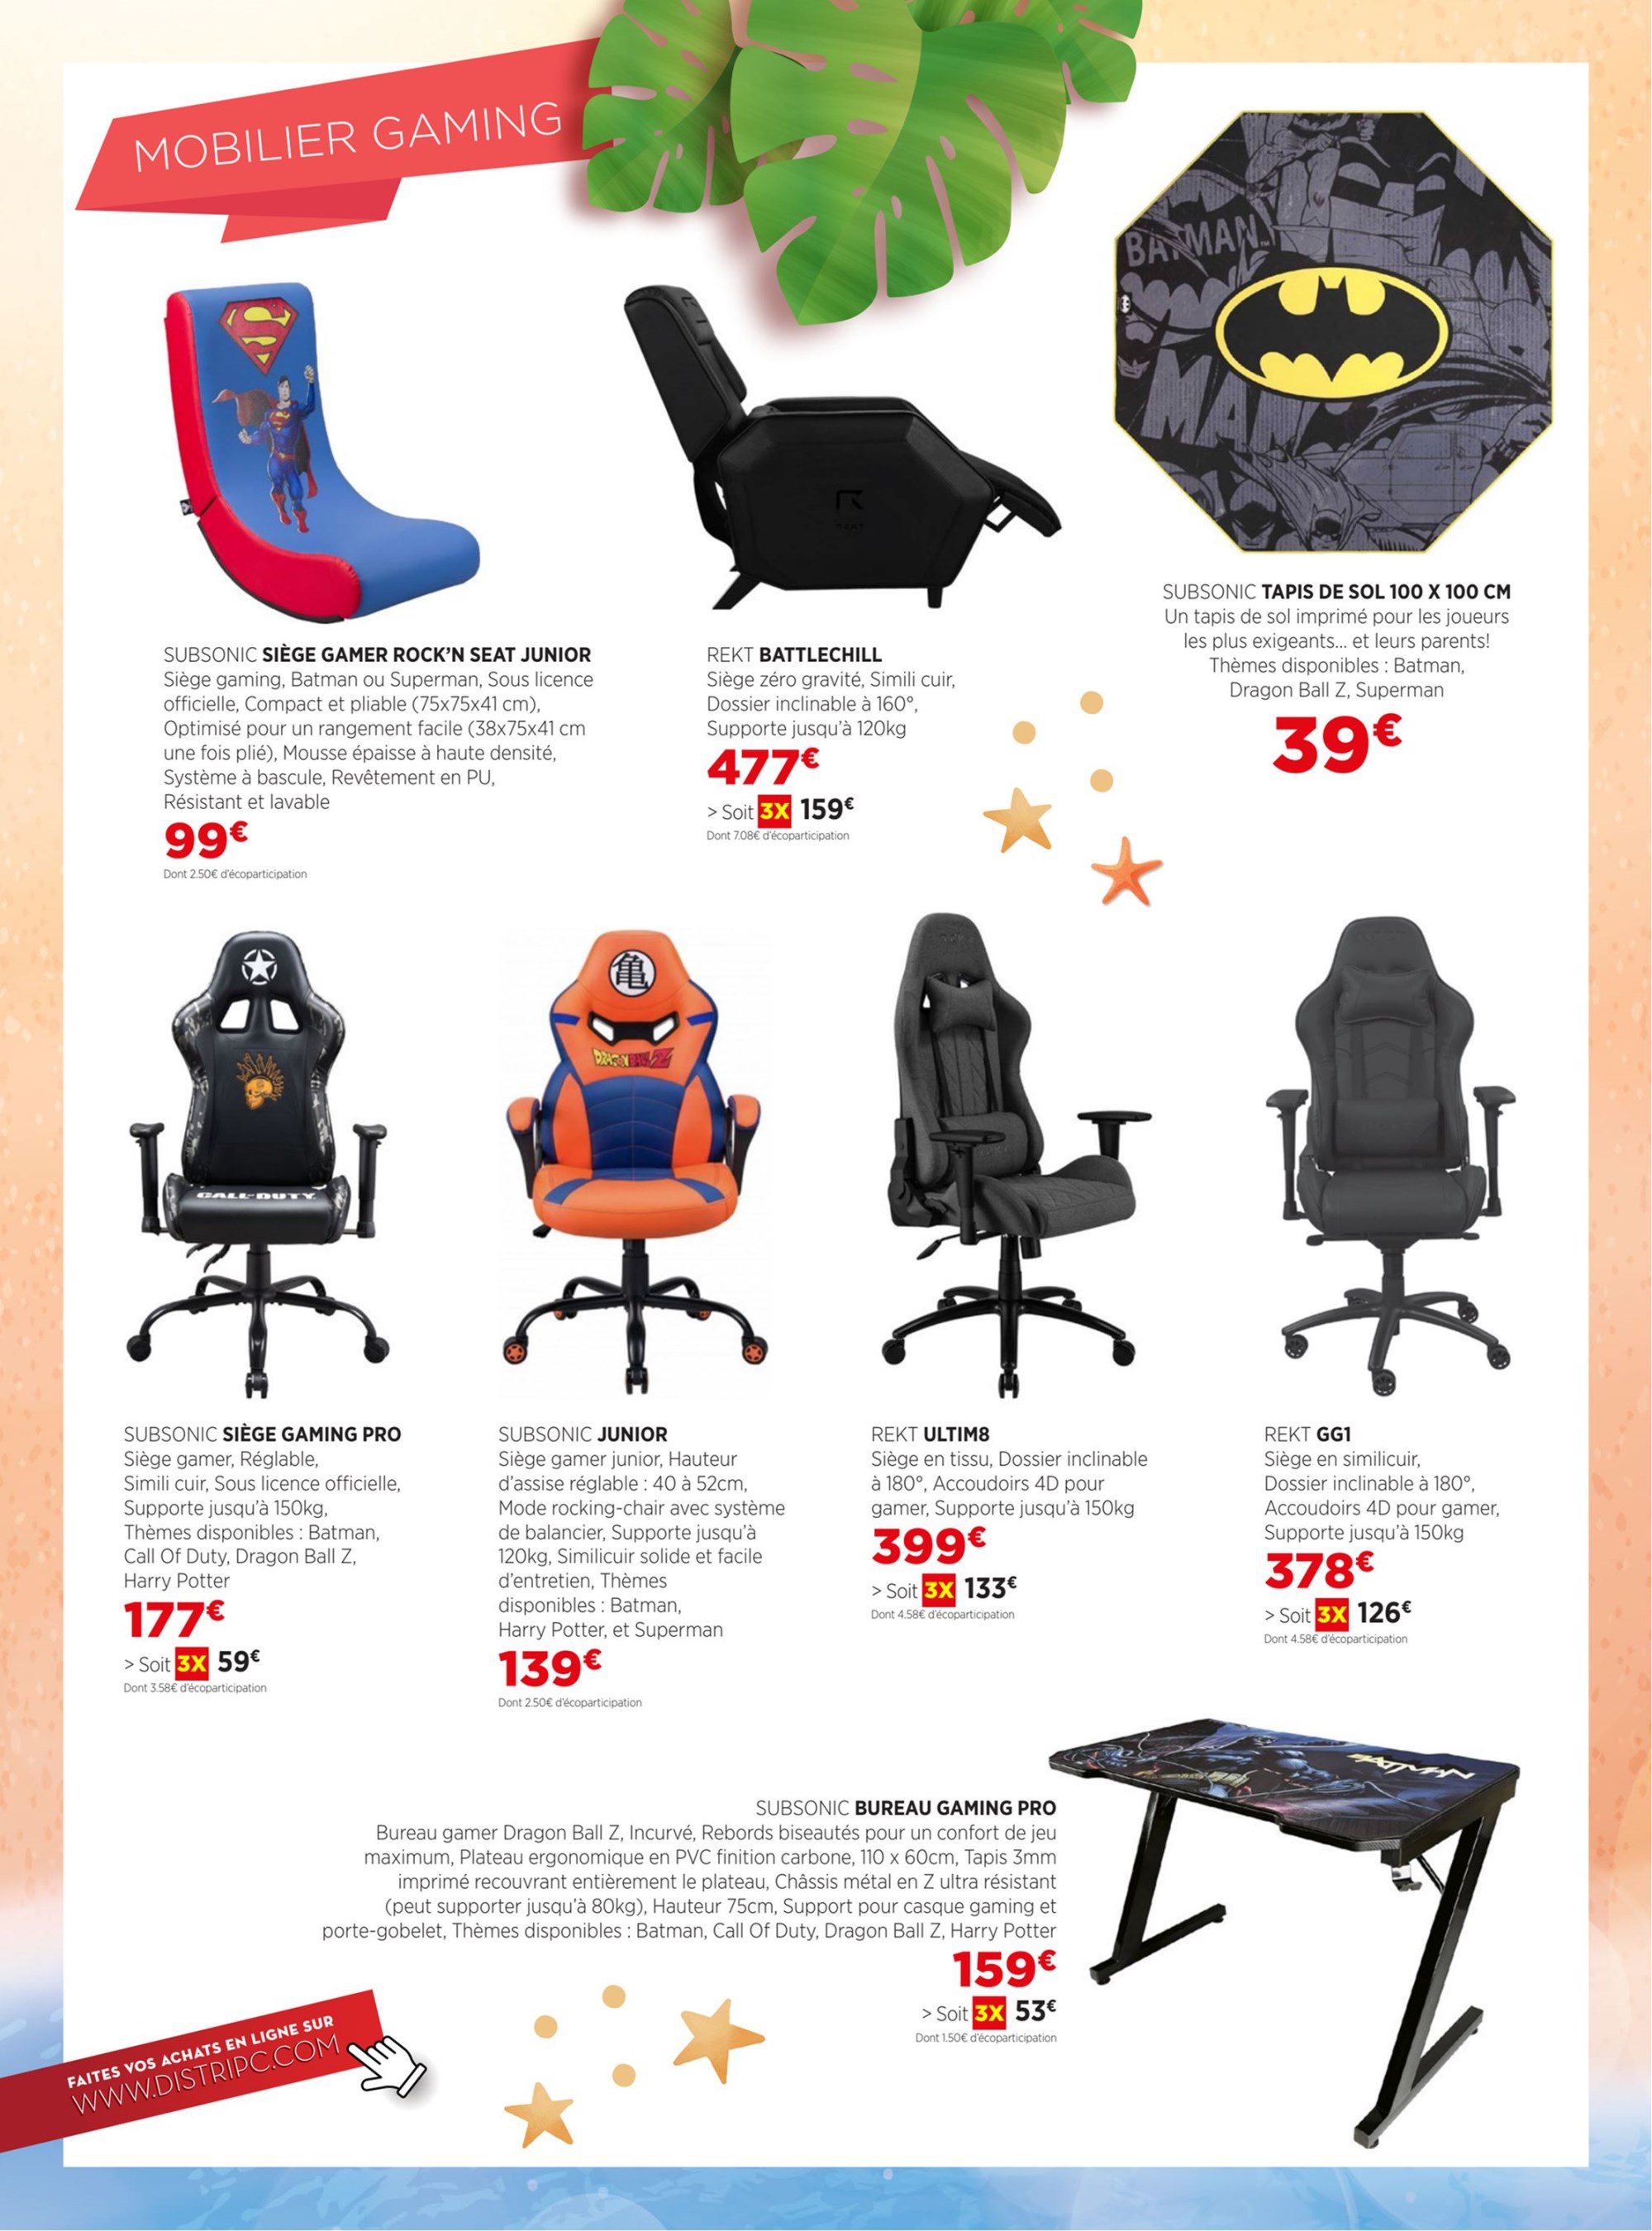 MOBILIER GAMING
BATMAN
MAN
SUBSONIC SIÈGE GAMER ROCK'N SEAT JUNIOR
Siège gaming, Batman ou Superman, Sous licence
officielle, Compact et pliable (75x75x41 cm),
Optimisé pour un rangement facile (38x75x41 cm
une fois plié), Mousse épaisse à haute densité,
Système à bascule, Revêtement en PU,
Résistant et lavable
99€
Dont 2.50€ d'écoparticipation
REKT BATTLECHILL
Siège zéro gravité, Simili cuir,
Dossier inclinable à 160°,
Supporte jusqu'à 120kg
477€
> Soit 3X 159€
Dont 7.08€ d'écoparticipation
SUBSONIC TAPIS DE SOL 100 X 100 CM
Un tapis de sol imprimé pour les joueurs
les plus exigeants... et leurs parents!
Thèmes disponibles : Batman,
Dragon Ball Z, Superman
39€
CALL OF DUTY
亀
DRAGON BALL Z
SUBSONIC SIÈGE GAMING PRO
Siège gamer, Réglable,
Simili cuir, Sous licence officielle,
Supporte jusqu'à 150kg,
Thèmes disponibles : Batman,
Call Of Duty, Dragon Ball Z,
Harry Potter
177€
> Soit 3X 59€
Dont 3.58€ d'écoparticipation
SUBSONIC JUNIOR
Siège gamer junior, Hauteur
d'assise réglable : 40 à 52cm,
Mode rocking-chair avec système
de balancier, Supporte jusqu'à
120kg, Similicuir solide et facile
d'entretien, Thèmes
disponibles : Batman,
Harry Potter, et Superman
139€
Dont 2.50€ d'écoparticipation
REKT ULTIM8
Siège en tissu, Dossier inclinable
à 180°, Accoudoirs 4D pour
gamer, Supporte jusqu'à 150kg
399€
> Soit 3X 133€
Dont 4.58€ d'écoparticipation
REKT GG1
Siège en similicuir,
Dossier inclinable à 180°,
Accoudoirs 4D pour gamer,
Supporte jusqu'à 150kg
378€
> Soit 3X 126€
Dont 4.58€ d'écoparticipation
BATMAN
SUBSONIC BUREAU GAMING PRO
Bureau gamer Dragon Ball Z, Incurvé, Rebords biseautés pour un confort de jeu
maximum, Plateau ergonomique en PVC finition carbone, 110 x 60cm, Tapis 3mm
imprimé recouvrant entièrement le plateau, Châssis métal en Z ultra résistant
(peut supporter jusqu'à 80kg), Hauteur 75cm, Support pour casque gaming et
porte-gobelet, Thèmes disponibles : Batman, Call Of Duty, Dragon Ball Z, Harry Potter
159€
> Soit 3X 53€
Dont 1.50€ d'écoparticipation
FAITES VOS ACHATS EN LIGNE SUR
WWW.DISTRIPC.COM